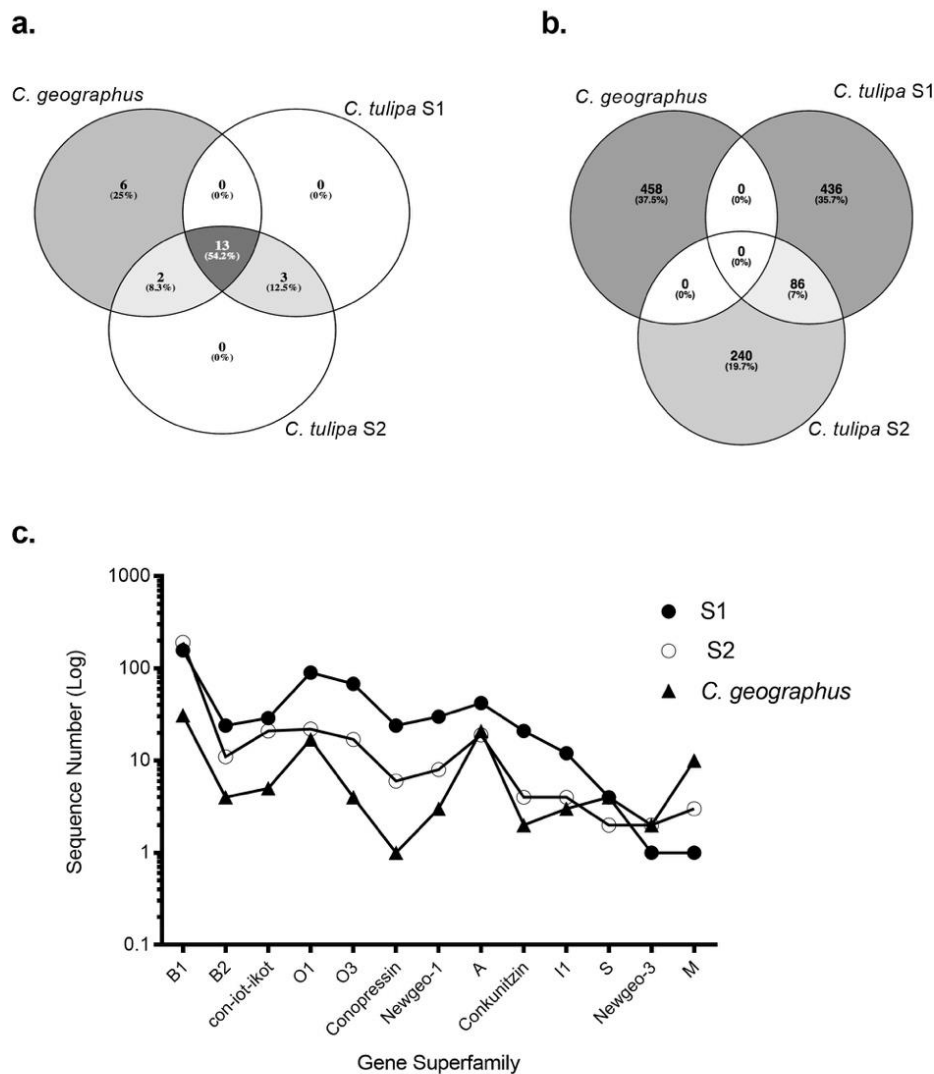 a.
C. geographus
C. tulipa S1
6
(25%)
0
(0%)
0
(0%)
13
(54.2%)
2
(8.3%)
3
(12.5%)
0
(0%)
C. tulipa S2
b.
C. geographus
C. tulipa S1
458
(37.5%)
0
(0%)
436
(35.7%)
0
(0%)
0
(0%)
86
(7%)
240
(19.7%)
C. tulipa S2
c.
1000
100
10
1
0.1
Sequence Number (Log)
S1
S2
C. geographus
B1
B2
con-iot-ikot
O1
O3
Conopressin
Newgeo-1
A
Conkunitzin
I1
S
Newgeo-3
M
Gene Superfamily